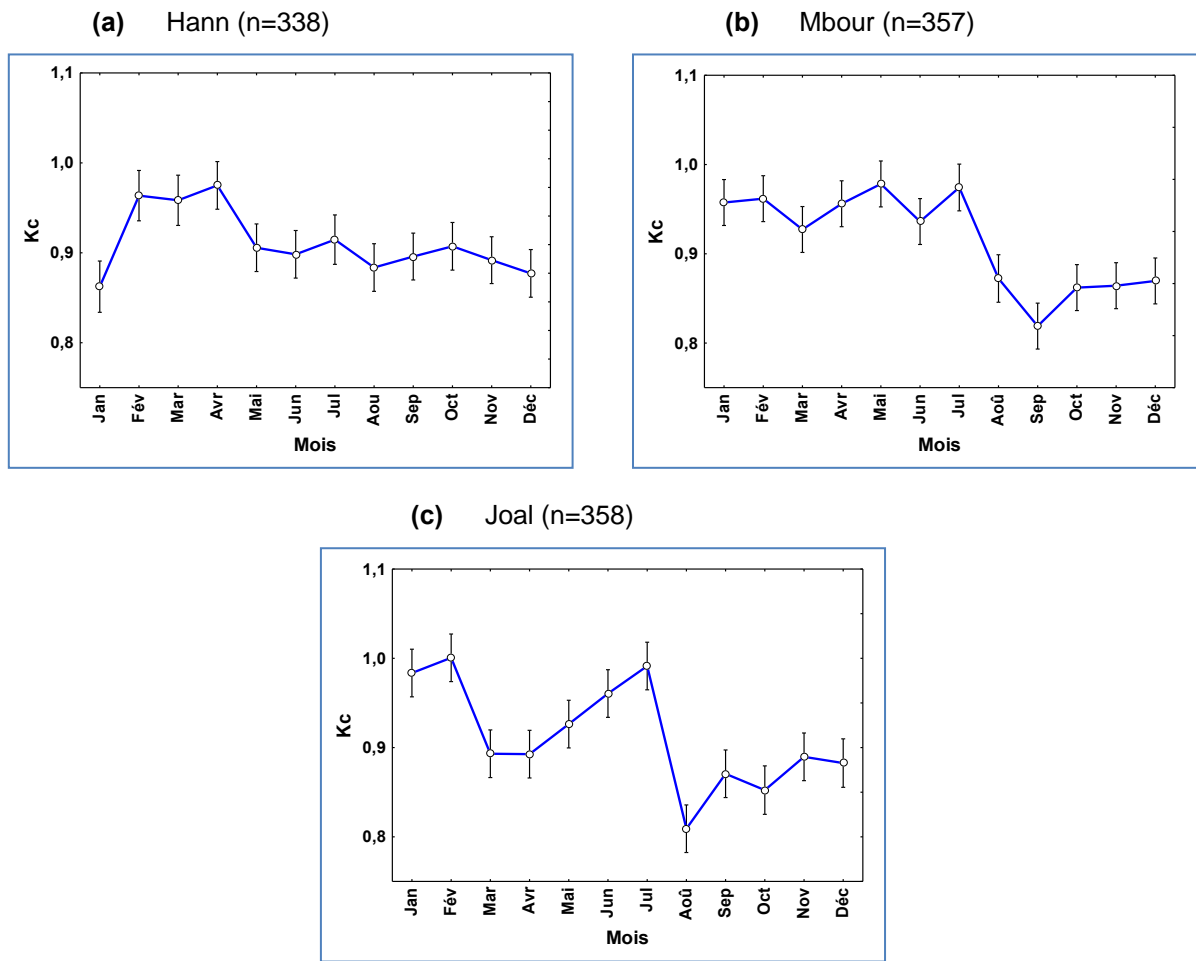 (a) Hann (n=338)
Kc
1,1
1,0
0,9
0,8
Jan Fév Mar Avr Mai Jun Jul Aou Sep Oct Nov Déc
Mois
(b) Mbour (n=357)
Kc
1,1
1,0
0,9
0,8
Jan Fév Mar Avr Mai Jun Jul Aoû Sep Oct Nov Déc
Mois
(c) Joal (n=358)
Kc
1,1
1,0
0,9
0,8
Jan Fév Mar Avr Mai Jun Jul Aoû Sep Oct Nov Déc
Mois